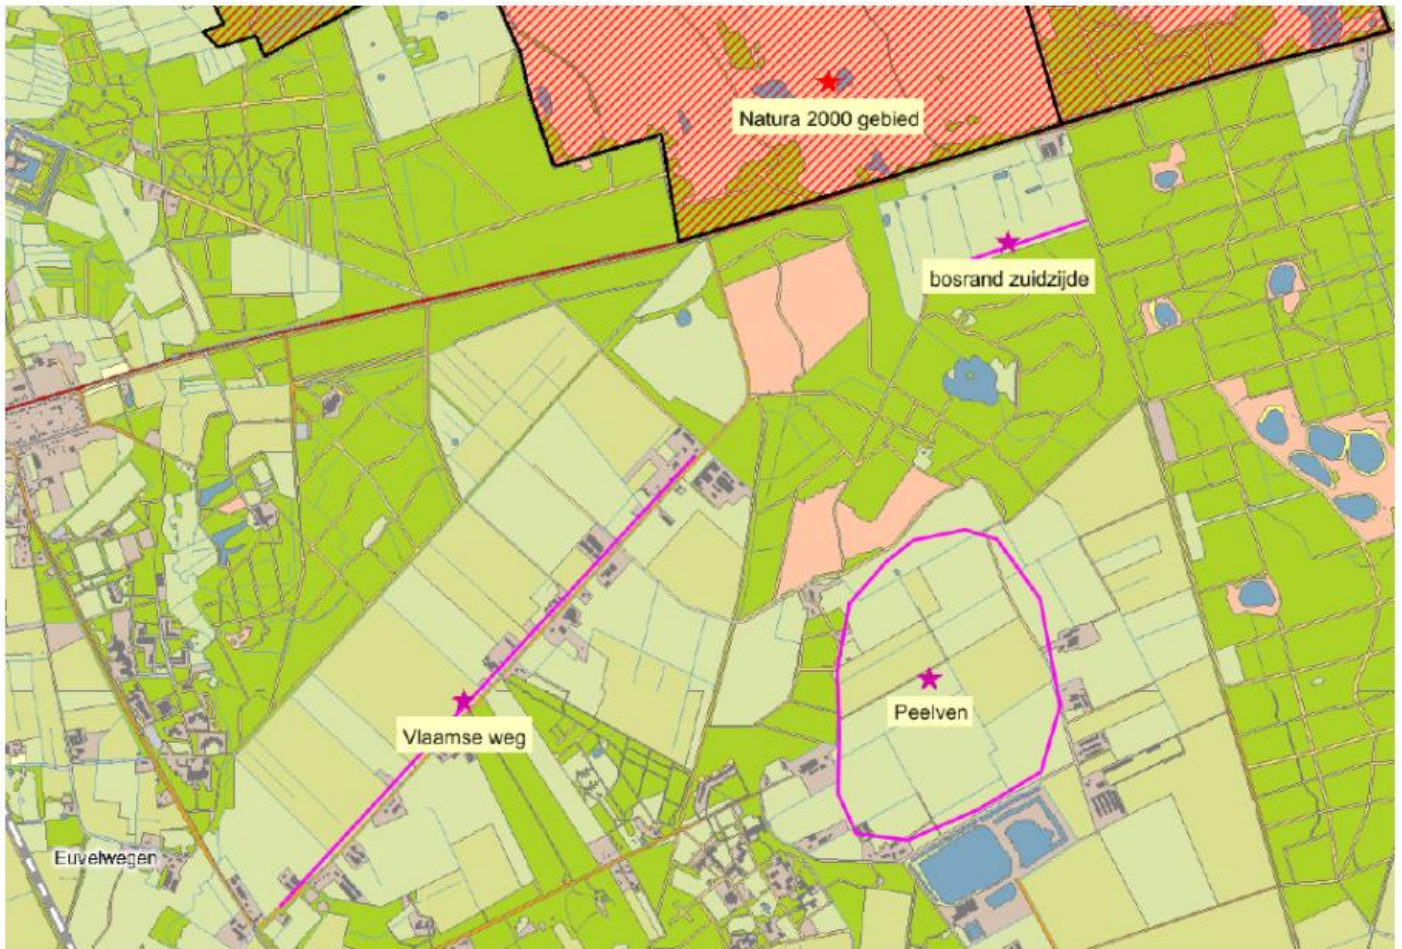 Natura 2000 gebied
bosrand zuidzijde
Peelven
Vlaamse weg
Euvelwegen